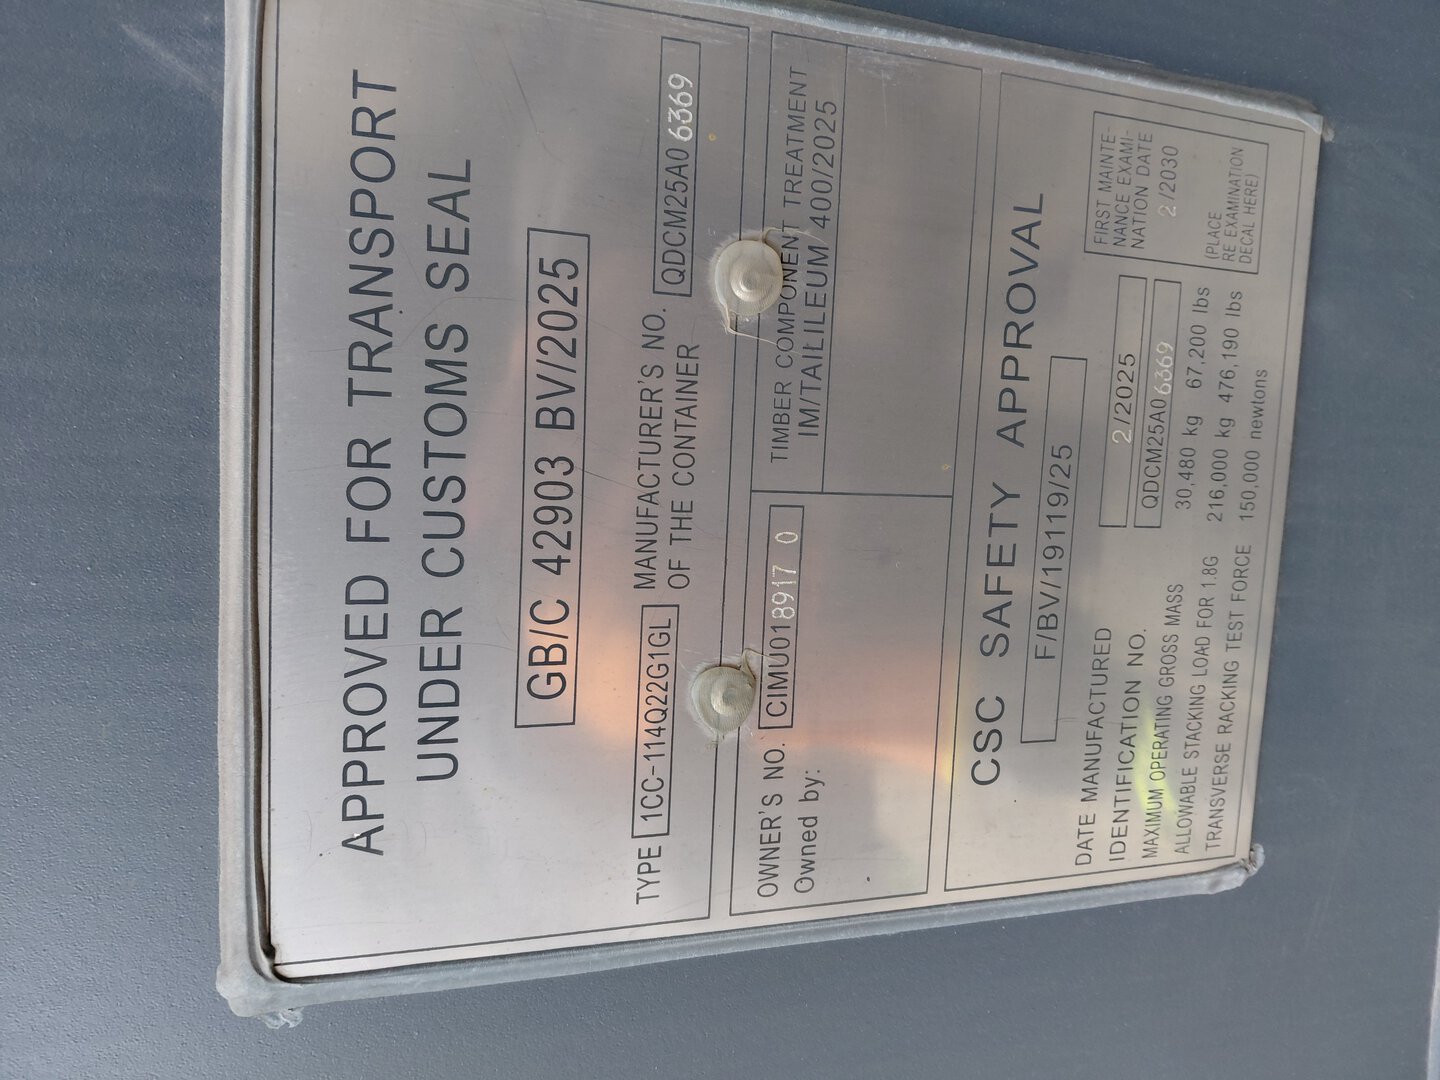 APPROVED FOR TRANSPORT
UNDER CUSTOMS SEAL
GB/C 42903 BV/2025
TYPE 1CC-114Q22G1GL MANUFACTURER'S NO.
OF THE CONTAINER QDCM25A0 6369
OWNER'S NO. CIMU018917 0
Owned by:
TIMBER COMPONENT TREATMENT
IM/TAILILEUM 400/2025
CSC SAFETY APPROVAL
F/BV/19119/25
DATE MANUFACTURED 2/2025
IDENTIFICATION NO. QDCM25A0 6369
MAXIMUM OPERATING GROSS MASS 30,480 kg 67,200 lbs
ALLOWABLE STACKING LOAD FOR 1.8G 216,000 kg 476,190 lbs
TRANSVERSE RACKING TEST FORCE 150,000 newtons
FIRST MAINTE-
NANCE EXAMI-
NATION DATE
2/2030
(PLACE
RE EXAMINATION
DECAL HERE)